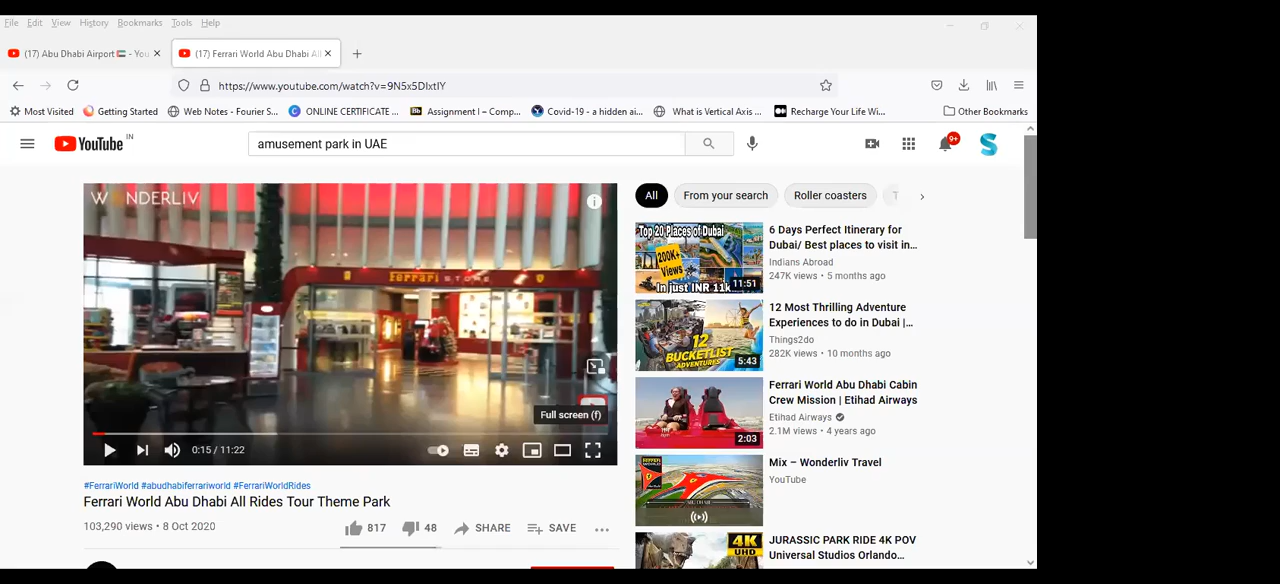 File Edit View History Bookmarks Tools Help
(17) Abu Dhabi Airport 🇦🇪 - You
(17) Ferrari World Abu Dhabi All
https://www.youtube.com/watch?v=9N5x5DIxtIY
Most Visited Getting Started Web Notes - Fourier S... ONLINE CERTIFICATE ... Assignment I – Comp... Covid-19 - a hidden ai... What is Vertical Axis ... Recharge Your Life Wi... Other Bookmarks
YouTube IN
amusement park in UAE
9+
WONDERLIV
Ferrari STORE
Full screen (f)
0:15 / 11:22
#FerrariWorld #abudhabiferrariworld #FerrariWorldRides
Ferrari World Abu Dhabi All Rides Tour Theme Park
103,290 views • 8 Oct 2020
817 48 SHARE SAVE
All From your search Roller coasters T
Top 20 Places of Dubai
200K+
Views
In just INR 11k
11:51
6 Days Perfect Itinerary for
Dubai/ Best places to visit in...
Indians Abroad
247K views • 5 months ago
12
BUCKETLIST
ADVENTURES
5:43
12 Most Thrilling Adventure
Experiences to do in Dubai |...
Things2do
282K views • 10 months ago
2:03
Ferrari World Abu Dhabi Cabin
Crew Mission | Etihad Airways
Etihad Airways
2.1M views • 4 years ago
Mix – Wonderliv Travel
YouTube
4K
UHD
JURASSIC PARK RIDE 4K POV
Universal Studios Orlando...